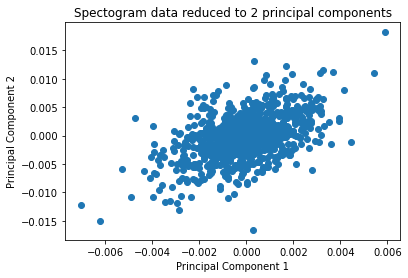 Spectogram data reduced to 2 principal components
0.015
0.010
0.005
0.000
−0.005
−0.010
−0.015
Principal Component 2
−0.006 −0.004 −0.002 0.000 0.002 0.004 0.006
Principal Component 1